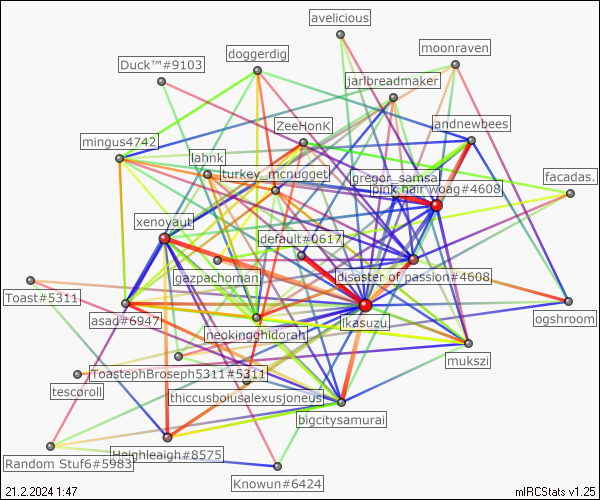 avelicious
moonraven
doggerdig
Duck™#9103
jarlbreadmaker
ZeeHonK
andnewbees
mingus4742
lahnk
turkey_mcnugget
gregor_samsa
pink hair woag#4608
facadas.
xenoyaut
default#0617
gazpachoman
disaster of passion#4608
Toast#5311
asad#6947
neokingghidorah
ikasuzu
ogshroom
mukszi
ToastephBroseph5311#5311
tescoroll
thiccusboiusalexusjoneus
bigcitysamurai
Heighleaigh#8575
Random Stuf6#5983
Knowun#6424
21.2.2024 1:47
mIRCStats v1.25